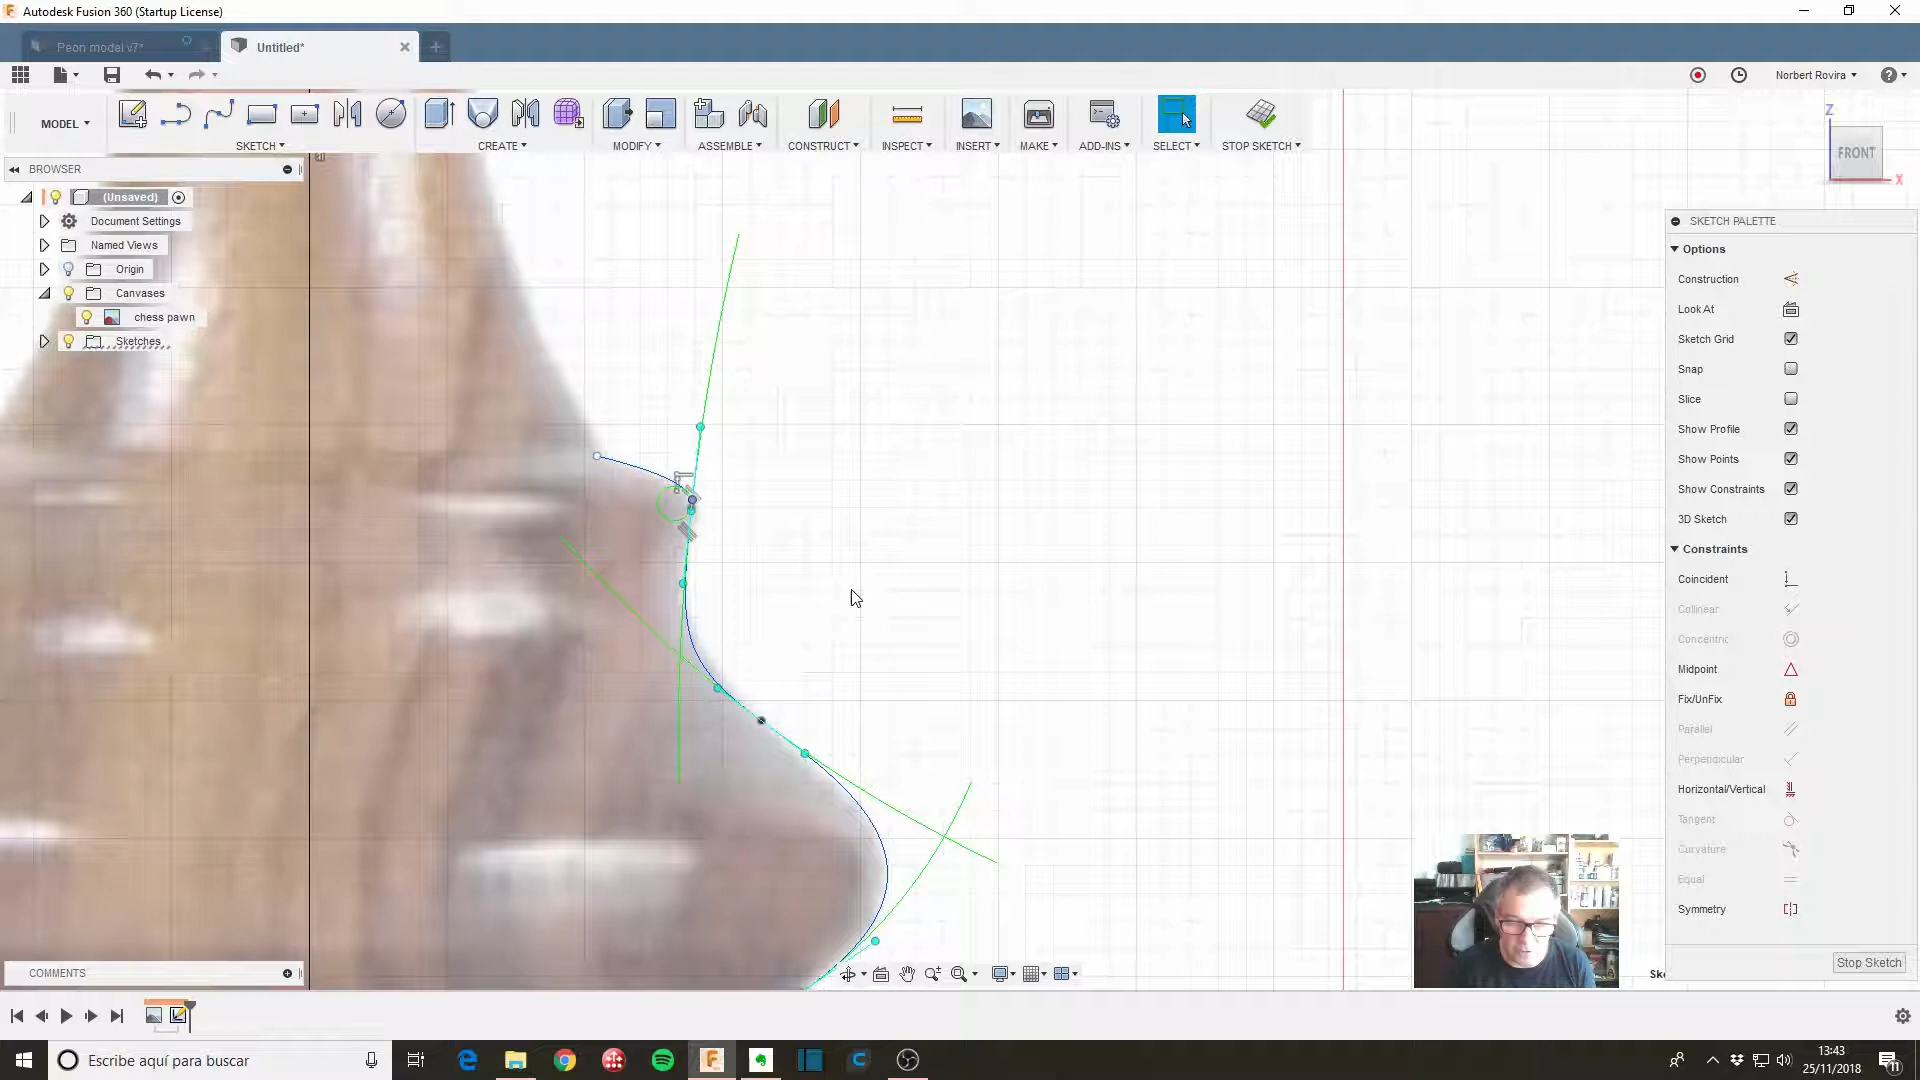 Autodesk Fusion 360 (Startup License)
Peon model v7*
Untitled*
Norbert Rovira
MODEL
SKETCH
CREATE
MODIFY
ASSEMBLE
CONSTRUCT
INSPECT
INSERT
MAKE
ADD-INS
SELECT
STOP SKETCH
Z
FRONT
X
BROWSER
(Unsaved)
Document Settings
Named Views
Origin
Canvases
chess pawn
Sketches
SKETCH PALETTE
Options
Construction
Look At
Sketch Grid
Snap
Slice
Show Profile
Show Points
Show Constraints
3D Sketch
Constraints
Coincident
Collinear
Concentric
Midpoint
Fix/UnFix
Parallel
Perpendicular
Horizontal/Vertical
Tangent
Curvature
Equal
Symmetry
Stop Sketch
COMMENTS
Escribe aquí para buscar
13:43
25/11/2018
11